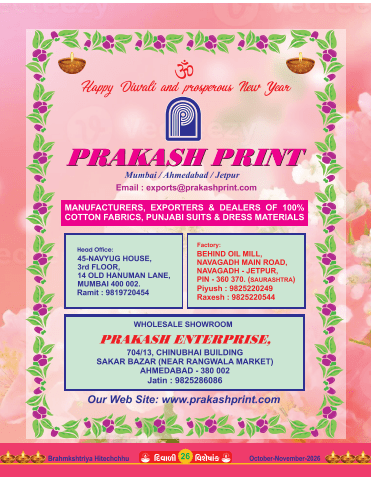 ॐ
Happy Diwali and prosperous New Year
PRAKASH PRINT
Mumbai / Ahmedabad / Jetpur
Email : exports@prakashprint.com
MANUFACTURERS, EXPORTERS & DEALERS OF 100%
COTTON FABRICS, PUNJABI SUITS & DRESS MATERIALS
Head Office:
45-NAVYUG HOUSE,
3rd FLOOR,
14 OLD HANUMAN LANE,
MUMBAI 400 002.
Ramit : 9819720454
Factory:
BEHIND OIL MILL,
NAVAGADH MAIN ROAD,
NAVAGADH - JETPUR,
PIN - 360 370. (SAURASHTRA)
Piyush : 9825220249
Raxesh : 9825220544
WHOLESALE SHOWROOM
PRAKASH ENTERPRISE,
704/13, CHINUBHAI BUILDING
SAKAR BAZAR (NEAR RANGWALA MARKET)
AHMEDABAD - 380 002
Jatin : 9825286086
Our Web Site: www.prakashprint.com
Brahmkshtriya Hitechchhu દિવાળી 26 વિશેષાંક October-November-2026